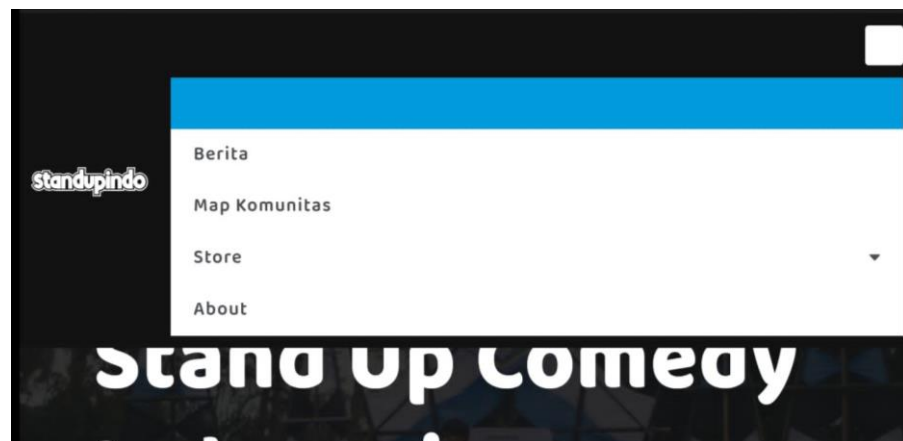 standupindo
Berita
Map Komunitas
Store
About
Stand Up Comedy